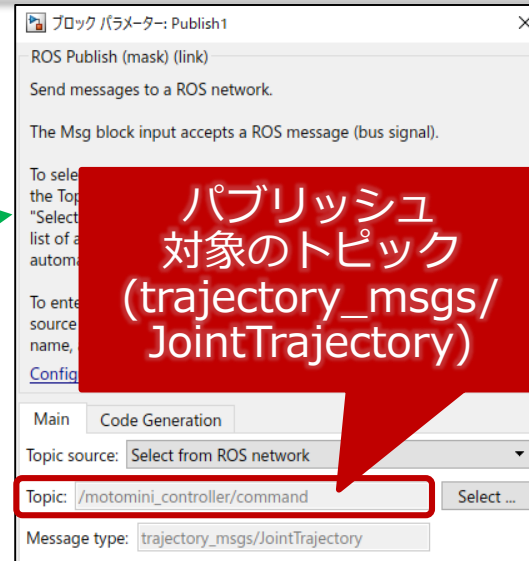 ブロック パラメーター: Publish1
ROS Publish (mask) (link)
Send messages to a ROS network.
The Msg block input accepts a ROS message (bus signal).
To sele
the Top
"Select
list of a
autom
To ente
source
name,
Config
パブリッシュ
対象のトピック
(trajectory_msgs/
JointTrajectory)
Main Code Generation
Topic source: Select from ROS network
Topic: /motomini_controller/command Select ...
Message type: trajectory_msgs/JointTrajectory